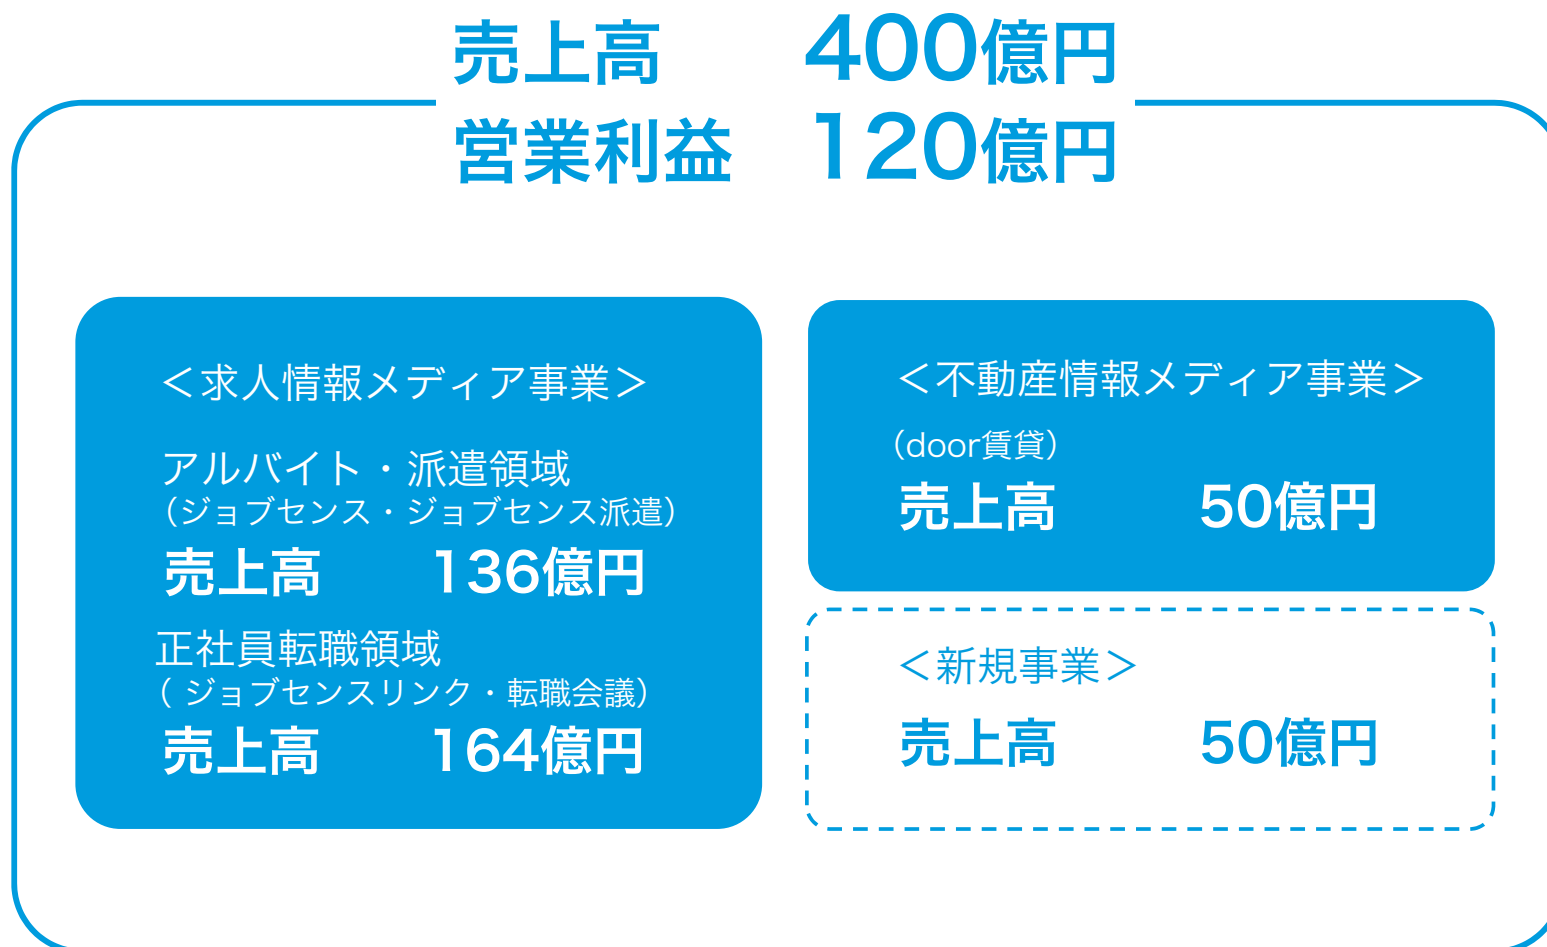 売上高 400億円
営業利益 120億円
＜求人情報メディア事業＞
アルバイト・派遣領域
（ジョブセンス・ジョブセンス派遣）
売上高 136億円
正社員転職領域
（ ジョブセンスリンク・転職会議）
売上高 164億円
＜不動産情報メディア事業＞
（door賃貸）
売上高 50億円
＜新規事業＞
売上高 50億円